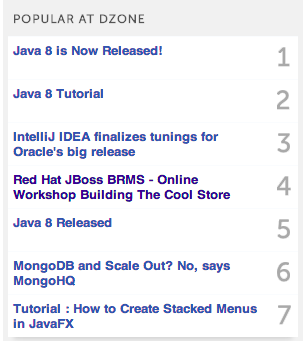 POPULAR AT DZONE
Java 8 is Now Released!
1
Java 8 Tutorial
2
IntelliJ IDEA finalizes tunings for
Oracle's big release
3
Red Hat JBoss BRMS - Online
Workshop Building The Cool Store
4
Java 8 Released
5
MongoDB and Scale Out? No, says
MongoHQ
6
Tutorial : How to Create Stacked Menus
in JavaFX
7